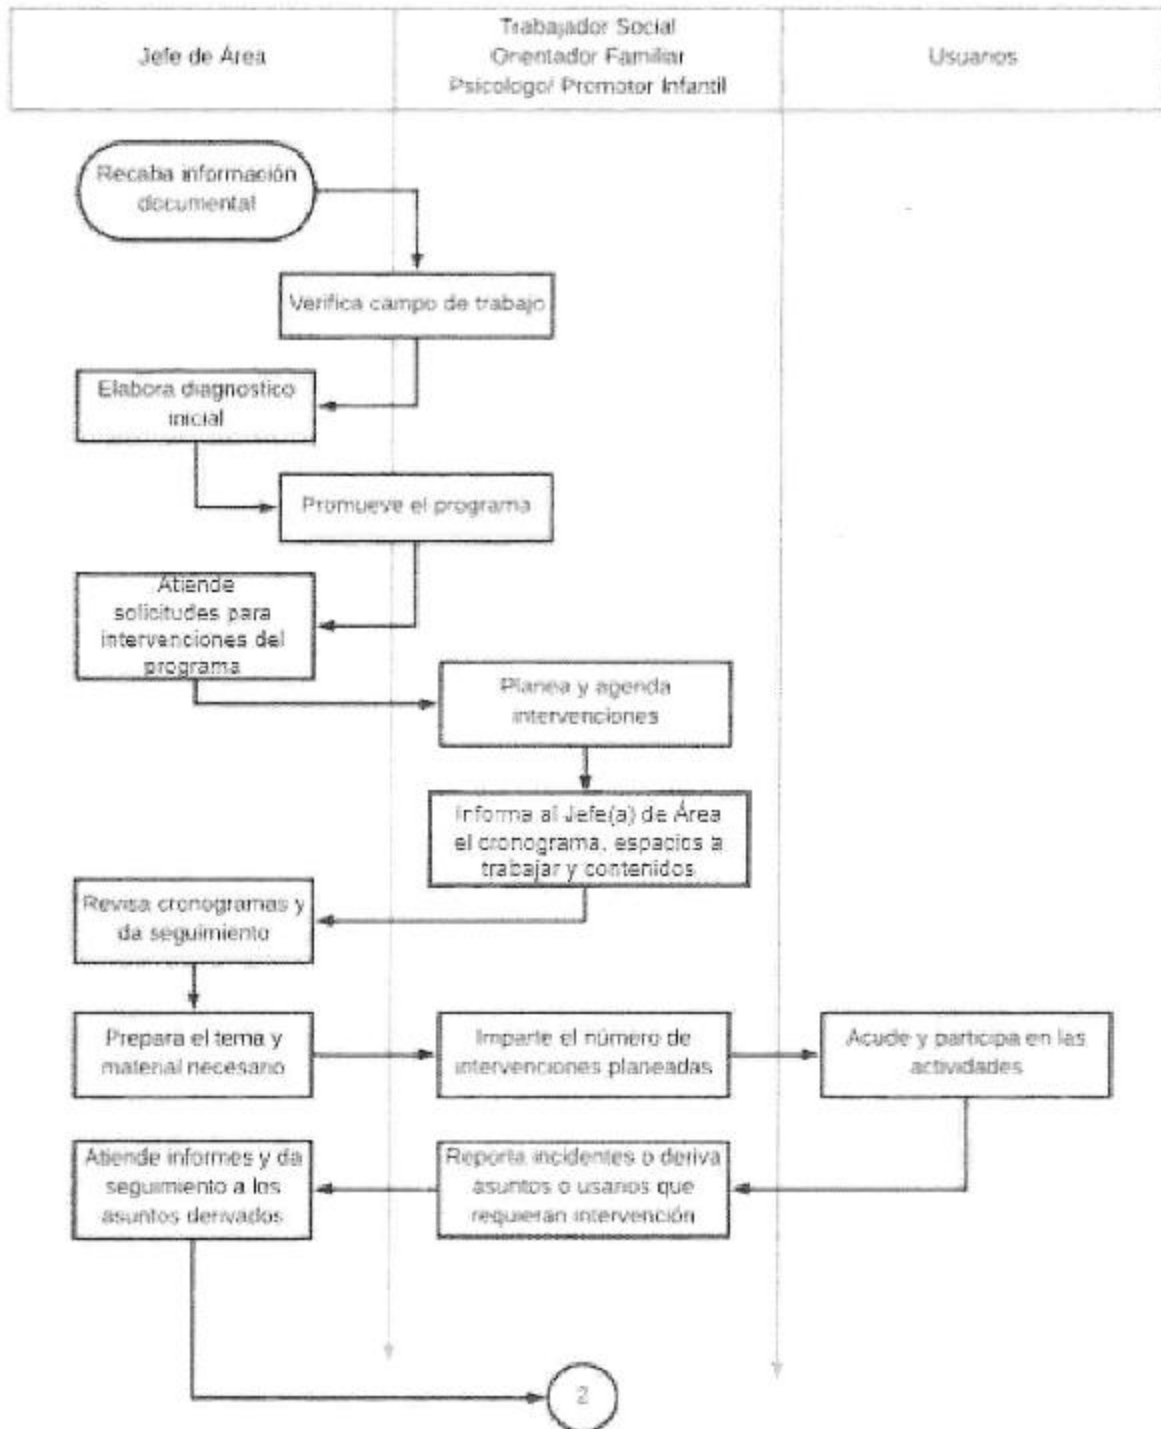 Jefe de Área
Trabajador Social
Orientador Familiar
Psicologo/ Promotor Infantil
Usuarios
Recaba información
documental
Verifica campo de trabajo
Elabora diagnostico
inicial
Promueve el programa
Atiende
solicitudes para
intervenciones del
programa
Planea y agenda
intervenciones
Informa al Jefe(a) de Área
el cronograma, espacios a
trabajar y contenidos
Revisa cronogramas y
da seguimiento
Prepara el tema y
material necesario
Imparte el número de
intervenciones planeadas
Acude y participa en las
actividades
Atiende informes y da
seguimiento a los
asuntos derivados
Reporta incidentes o deriva
asuntos o usarios que
requieran intervención
2